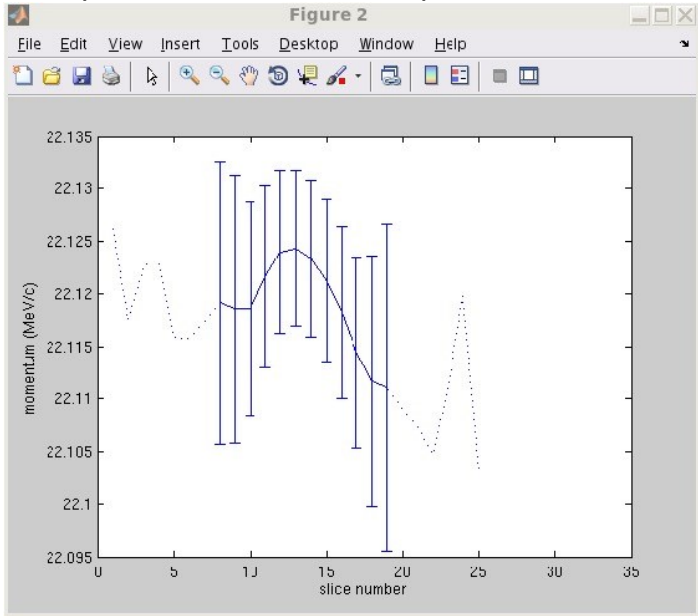 Figure 2
File Edit View Insert Tools Desktop Window Help
22.135
22.13
22.125
22.12
22.115
22.11
22.105
22.1
22.095
momentum (MeV/c)
0 5 10 15 20 25 30 35
slice number